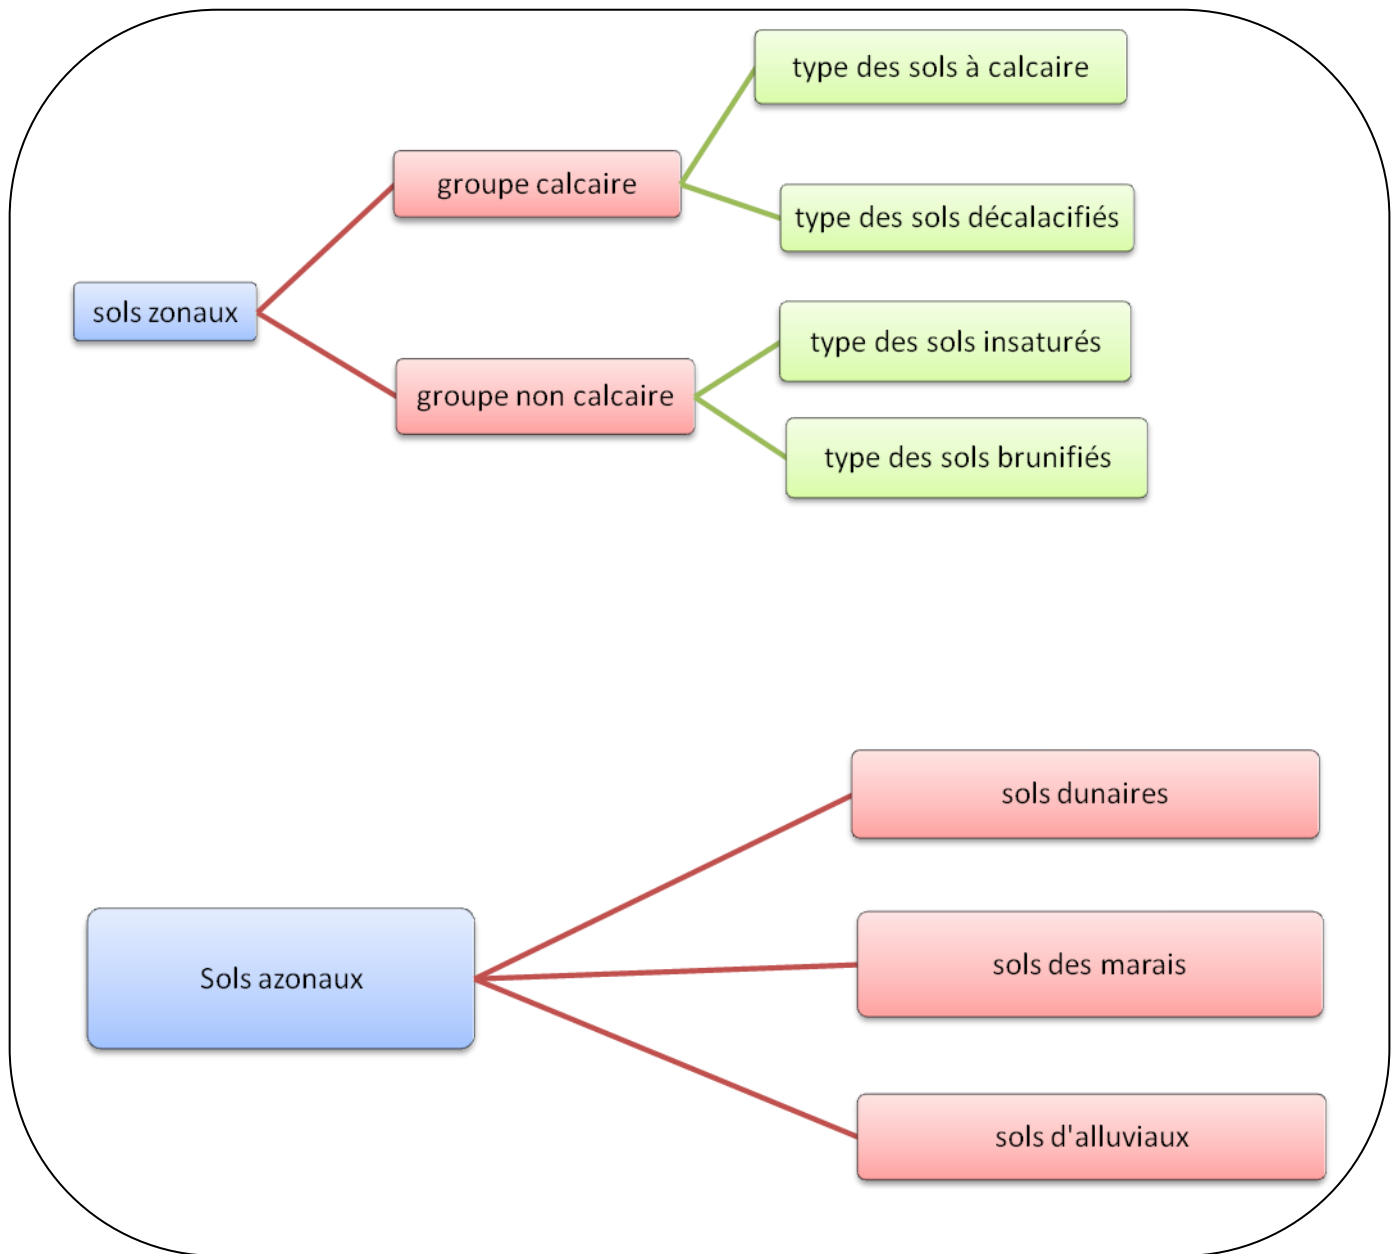 type des sols à calcaire
groupe calcaire
type des sols décalacifiés
sols zonaux
type des sols insaturés
groupe non calcaire
type des sols brunifiés
sols dunaires
Sols azonaux
sols des marais
sols d'alluviaux